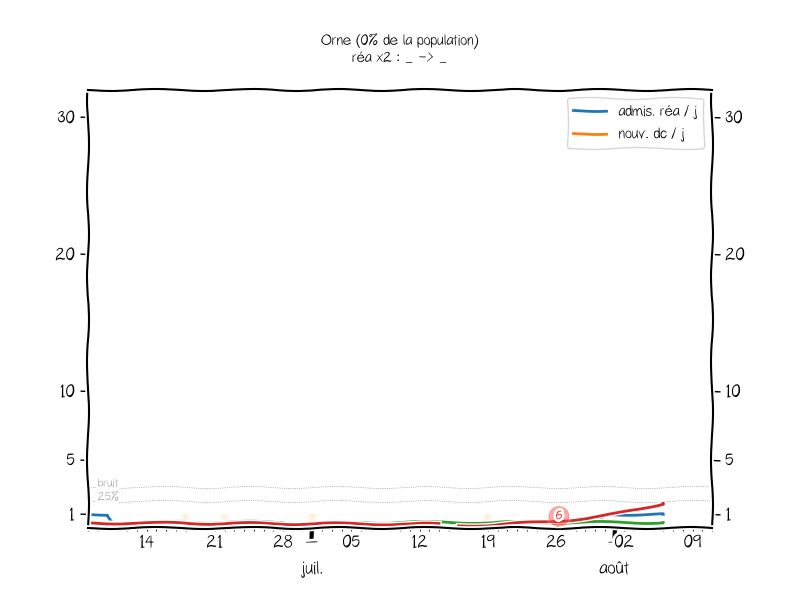 Orne (0% de la population)
réa x2 : _ -> _
admis. réa / j
nouv. dc / j
30
30
20
20
10
10
5
5
bruit
25%
1
1
6
14 21 28 05 12 19 26 02 09
juil. août